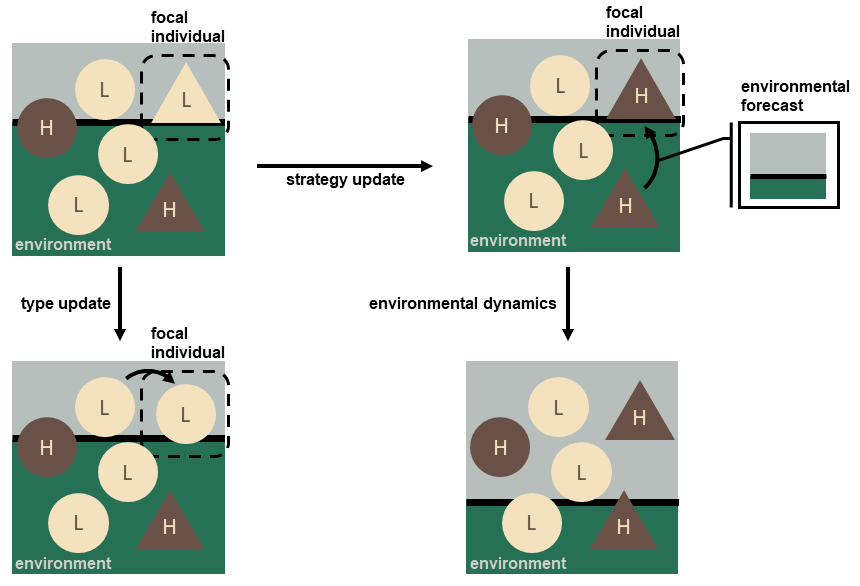 focal
individual
L
L
H
L
L
H
environment
strategy update
focal
individual
L
H
H
L
L
H
environment
environmental
forecast
type update
environmental dynamics
focal
individual
L
L
H
L
L
H
environment
L
H
H
L
L
H
environment